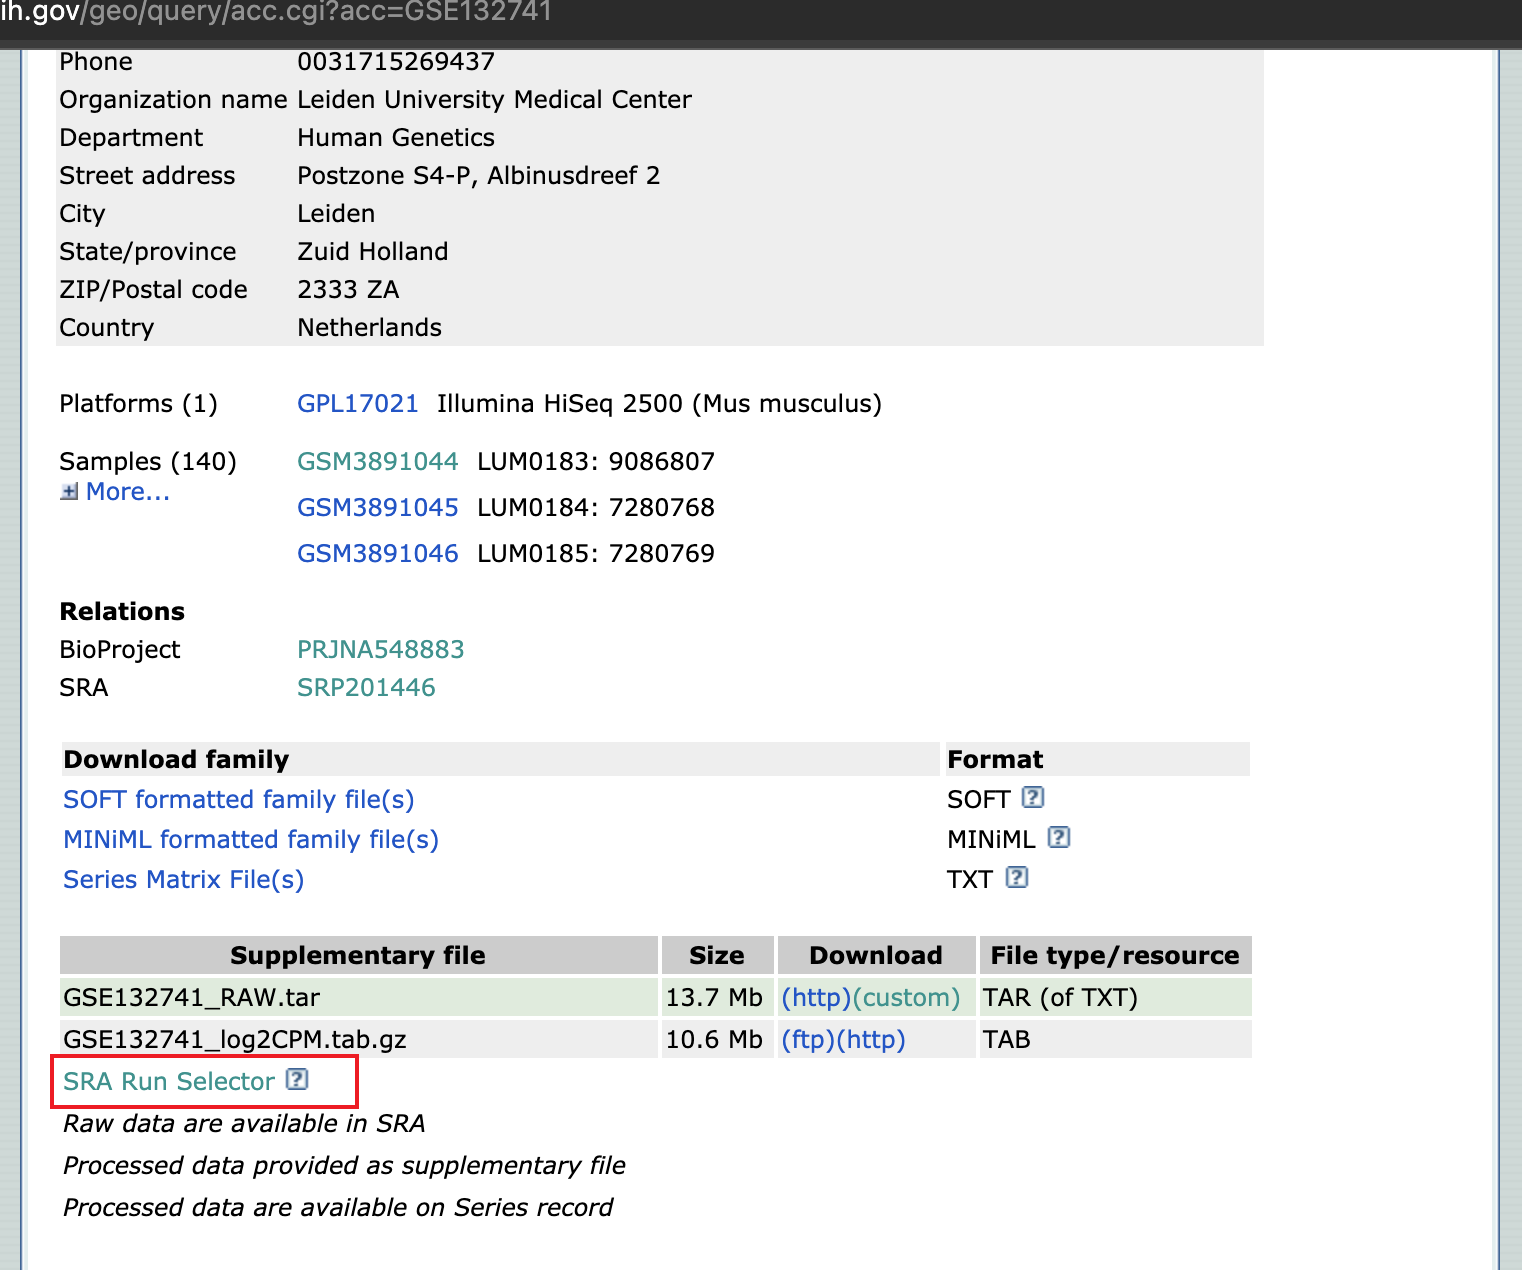 ih.gov/geo/query/acc.cgi?acc=GSE132741
Phone 0031715269437
Organization name Leiden University Medical Center
Department Human Genetics
Street address Postzone S4-P, Albinusdreef 2
City Leiden
State/province Zuid Holland
ZIP/Postal code 2333 ZA
Country Netherlands
Platforms (1) GPL17021 Illumina HiSeq 2500 (Mus musculus)
Samples (140) GSM3891044 LUM0183: 9086807
More...
GSM3891045 LUM0184: 7280768
GSM3891046 LUM0185: 7280769
Relations
BioProject PRJNA548883
SRA SRP201446
Download family Format
SOFT formatted family file(s) SOFT ?
MINiML formatted family file(s) MINiML ?
Series Matrix File(s) TXT ?
Supplementary file Size Download File type/resource
GSE132741_RAW.tar 13.7 Mb (http)(custom) TAR (of TXT)
GSE132741_log2CPM.tab.gz 10.6 Mb (ftp)(http) TAB
SRA Run Selector ?
Raw data are available in SRA
Processed data provided as supplementary file
Processed data are available on Series record